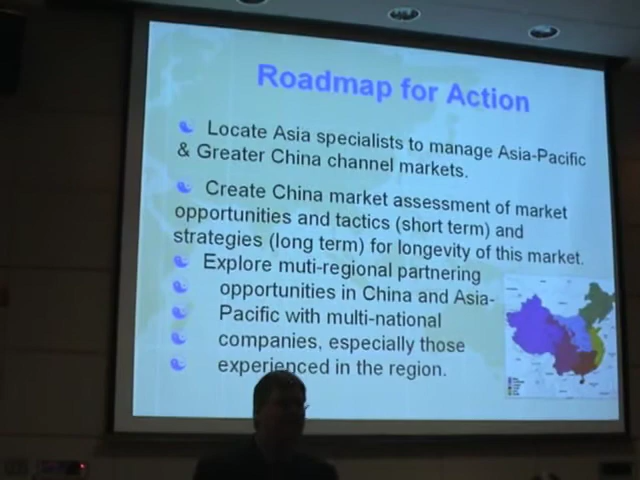 Roadmap for Action
Locate Asia specialists to manage Asia-Pacific
& Greater China channel markets.
Create China market assessment of market
opportunities and tactics (short term) and
strategies (long term) for longevity of this market.
Explore muti-regional partnering
opportunities in China and Asia-
Pacific with multi-national
companies, especially those
experienced in the region.